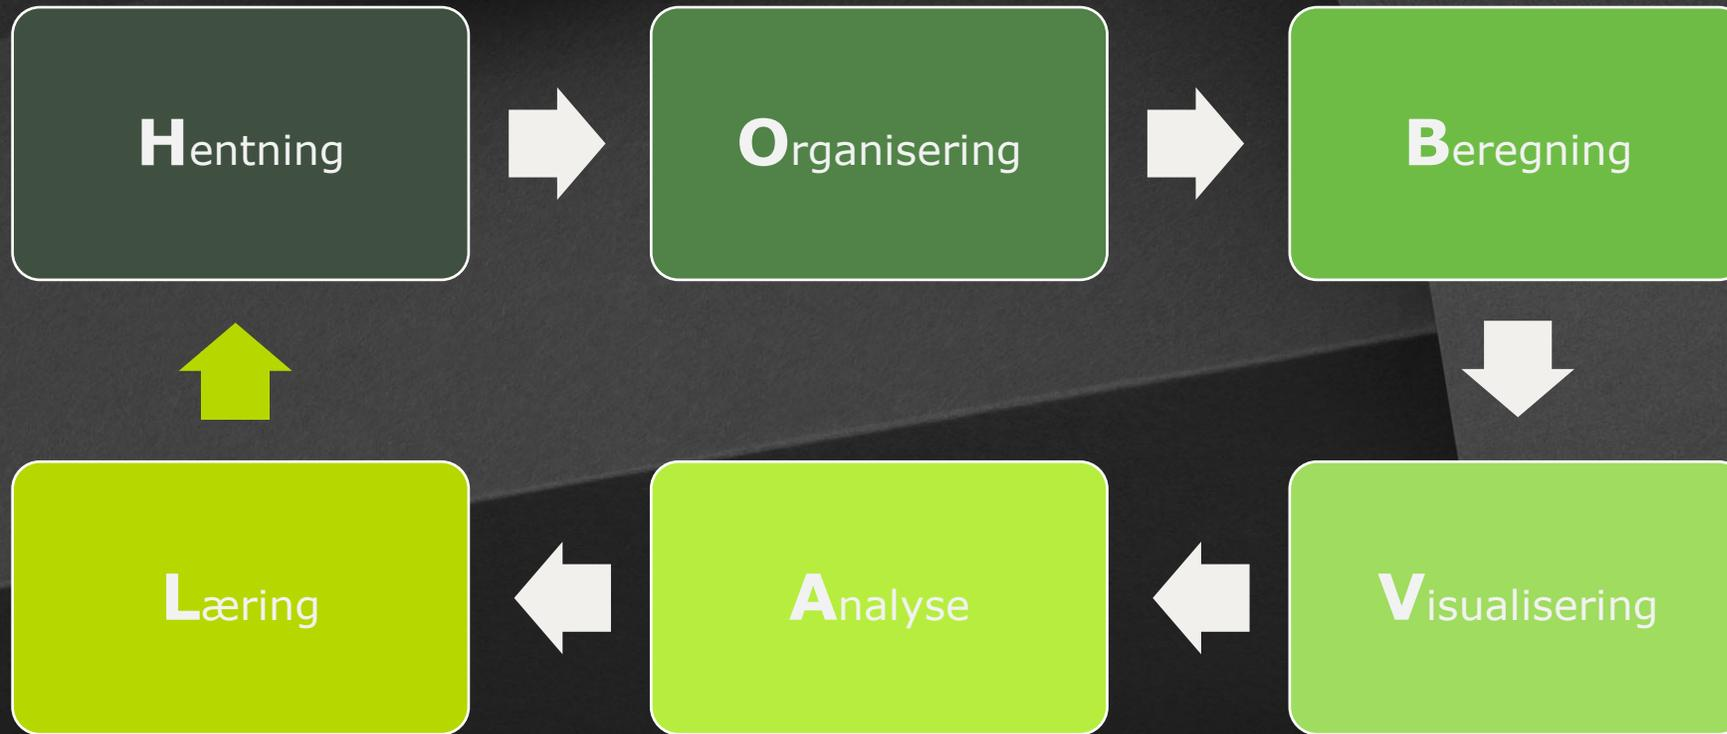 Hentning
Organisering
Beregning
Læring
Analyse
Visualisering